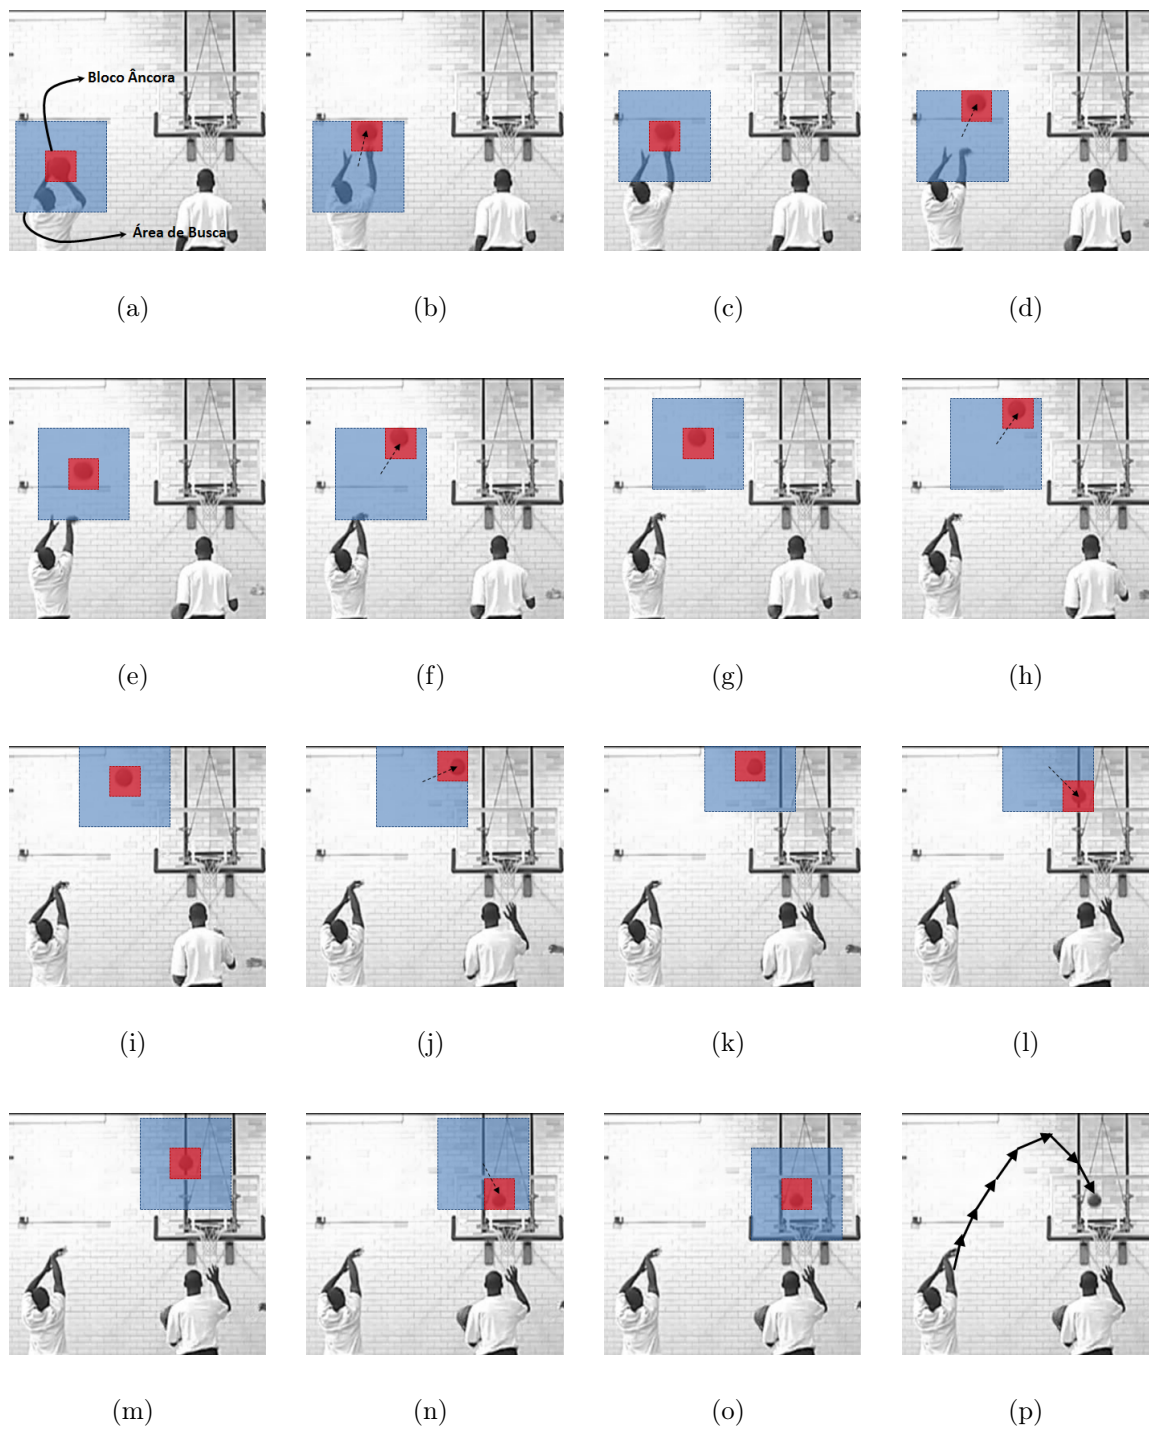 Bloco Âncora
Área de Busca
(a)
(b)
(c)
(d)
(e)
(f)
(g)
(h)
(i)
(j)
(k)
(l)
(m)
(n)
(o)
(p)